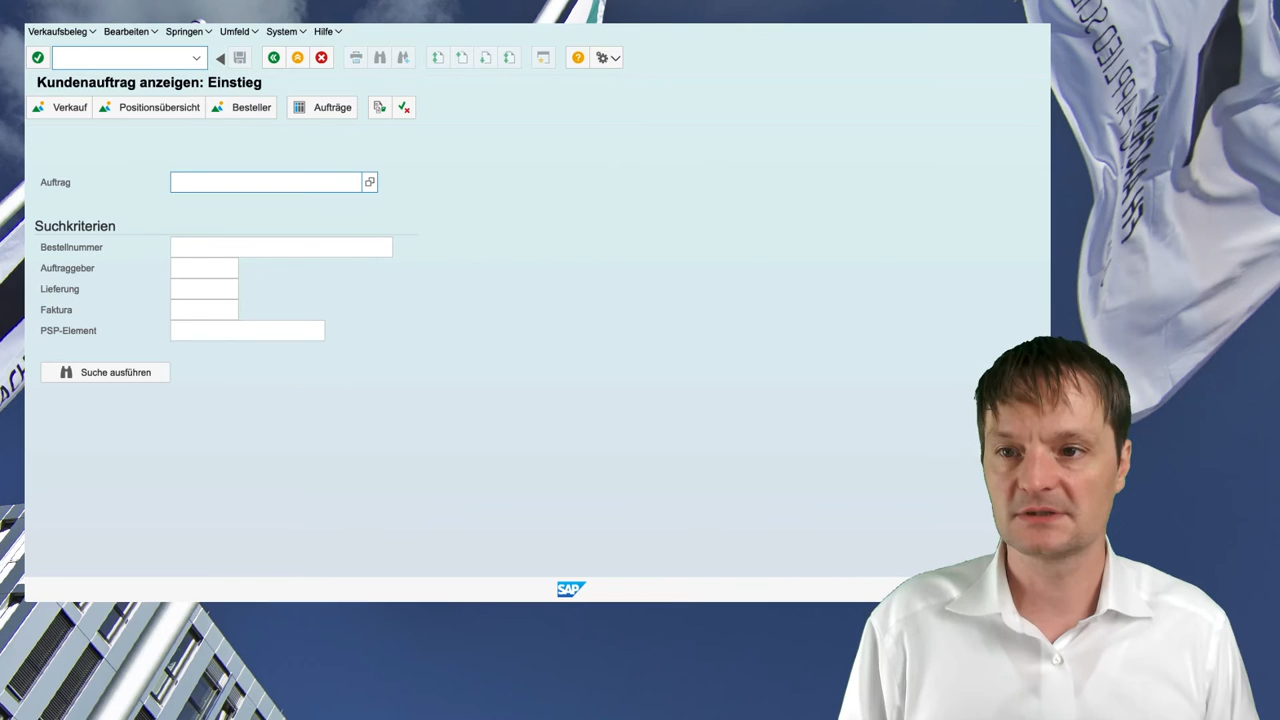 Verkaufsbeleg Bearbeiten Springen Umfeld System Hilfe
Kundenauftrag anzeigen: Einstieg
Verkauf Positionsübersicht Besteller Aufträge
Auftrag
Suchkriterien
Bestellnummer
Auftraggeber
Lieferung
Faktura
PSP-Element
Suche ausführen
SAP